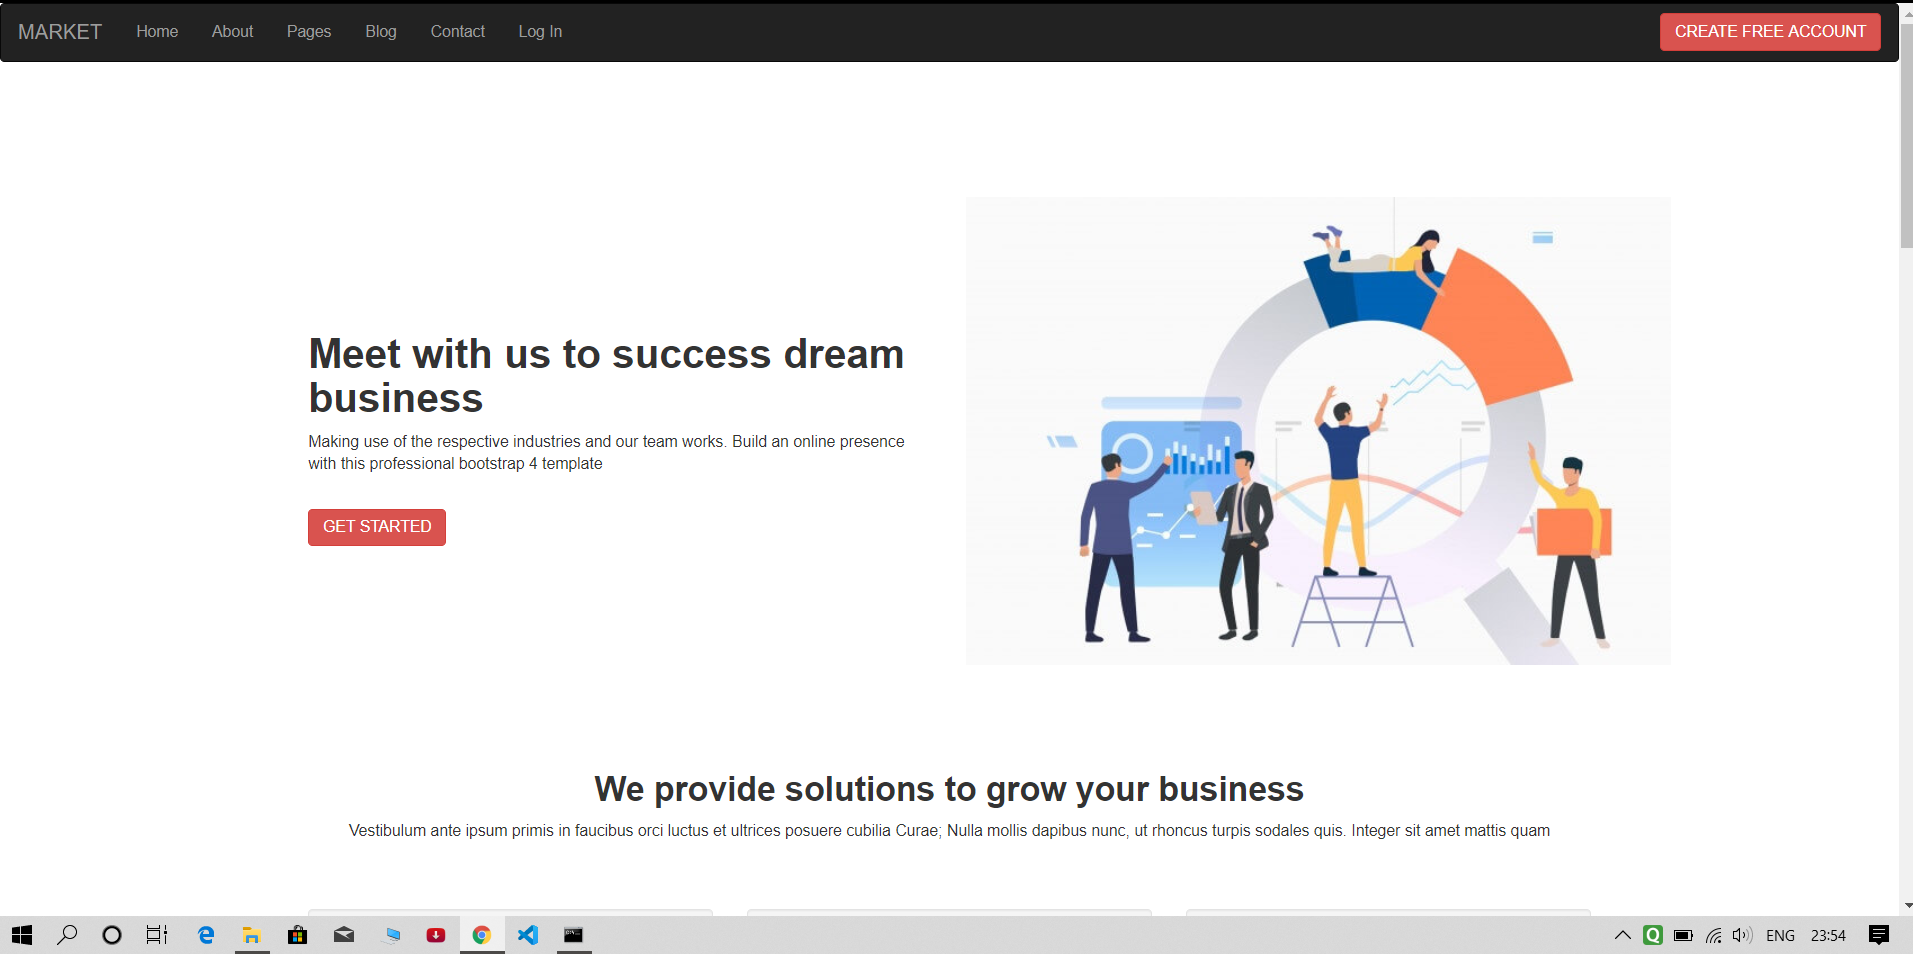 MARKET Home About Pages Blog Contact Log In CREATE FREE ACCOUNT
Meet with us to success dream
business
Making use of the respective industries and our team works. Build an online presence
with this professional bootstrap 4 template
GET STARTED
We provide solutions to grow your business
Vestibulum ante ipsum primis in faucibus orci luctus et ultrices posuere cubilia Curae; Nulla mollis dapibus nunc, ut rhoncus turpis sodales quis. Integer sit amet mattis quam
ENG 23:54